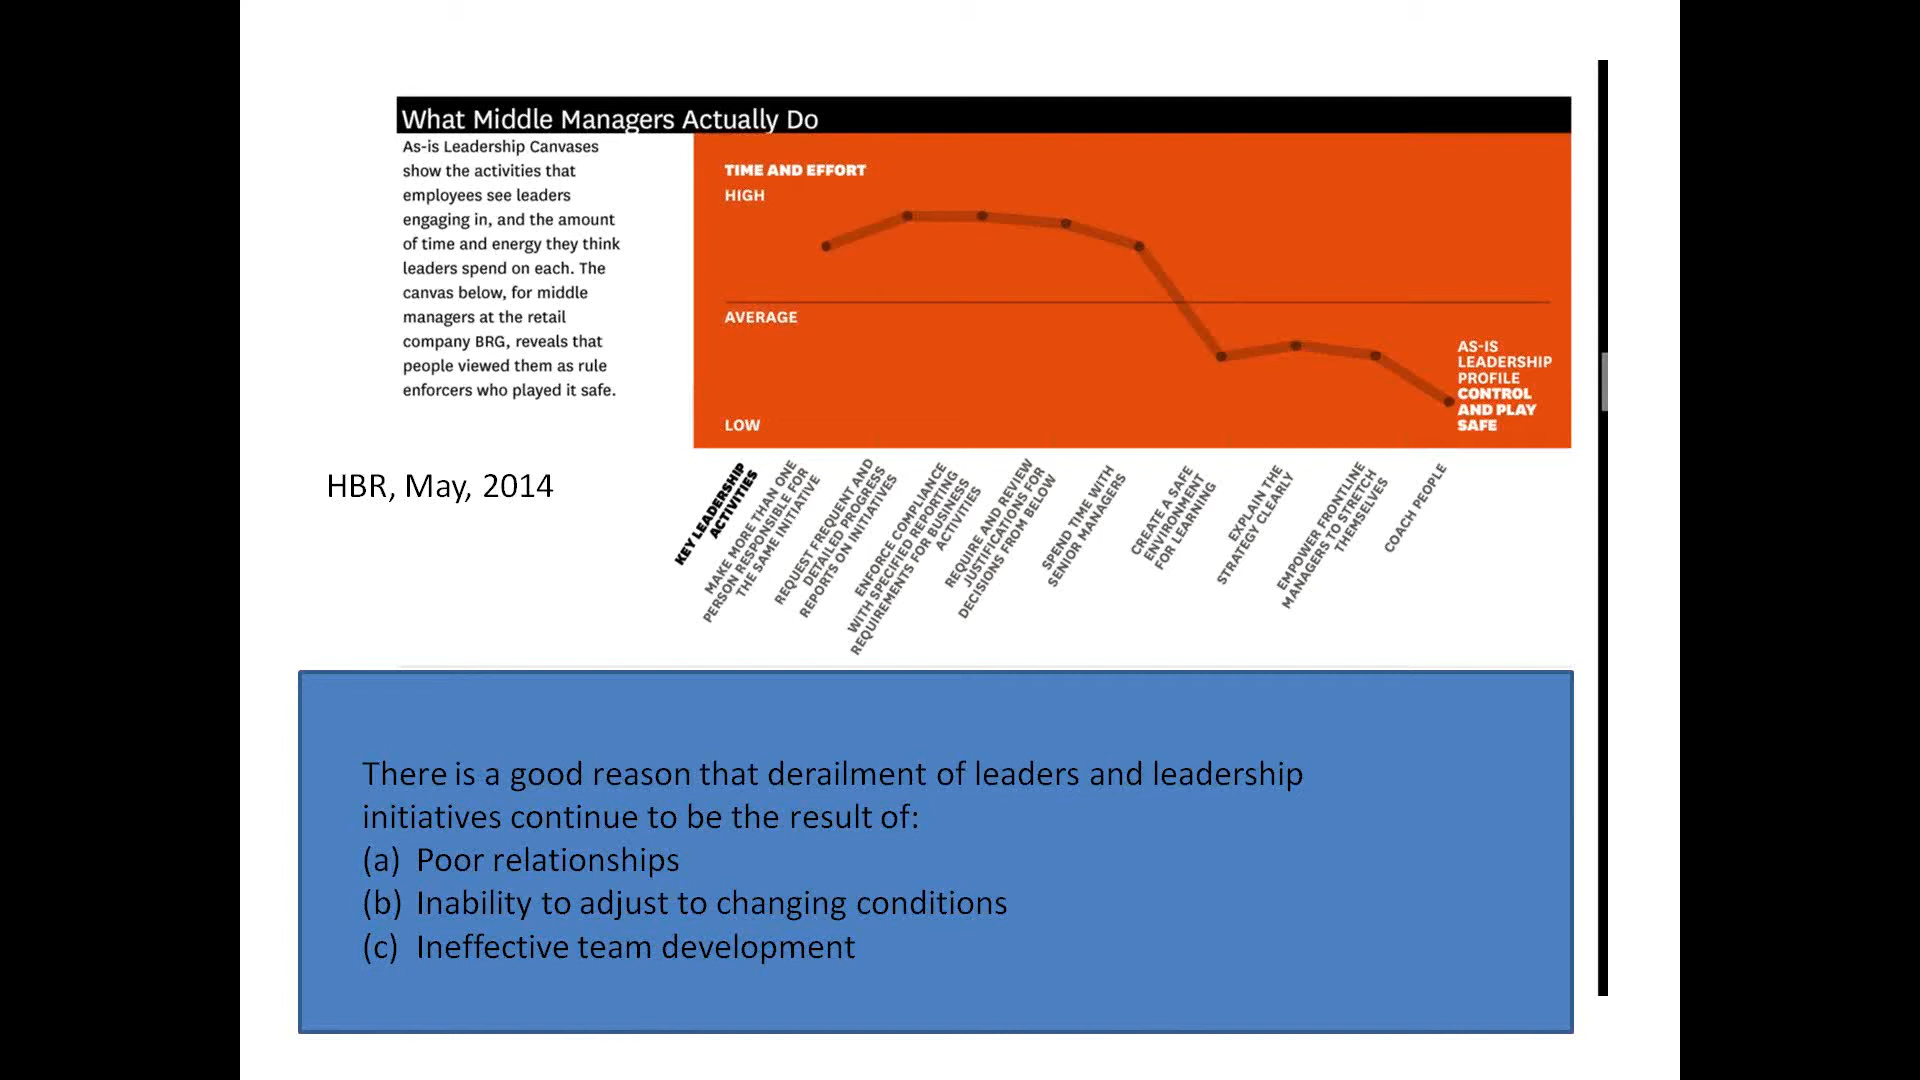 What Middle Managers Actually Do
As-is Leadership Canvases
show the activities that
employees see leaders
engaging in, and the amount
of time and energy they think
leaders spend on each. The
canvas below, for middle
managers at the retail
company BRG, reveals that
people viewed them as rule
enforcers who played it safe.
TIME AND EFFORT
HIGH
AVERAGE
LOW
AS-IS
LEADERSHIP
PROFILE
CONTROL
AND PLAY
SAFE
HBR, May, 2014
KEY LEADERSHIP
ACTIVITIES
MAKE MORE THAN ONE
PERSON RESPONSIBLE FOR
THE SAME INITIATIVE
REQUEST FREQUENT AND
DETAILED PROGRESS
REPORTS ON INITIATIVES
ENFORCE COMPLIANCE
WITH SPECIFIED REPORTING
REQUIREMENTS FOR BUSINESS
ACTIVITIES
REQUIRE AND REVIEW
JUSTIFICATIONS FOR
DECISIONS FROM BELOW
SPEND TIME WITH
SENIOR MANAGERS
CREATE A SAFE
ENVIRONMENT
FOR LEARNING
EXPLAIN THE
STRATEGY CLEARLY
EMPOWER FRONTLINE
MANAGERS TO STRETCH
THEMSELVES
COACH PEOPLE
There is a good reason that derailment of leaders and leadership
initiatives continue to be the result of:
(a) Poor relationships
(b) Inability to adjust to changing conditions
(c) Ineffective team development